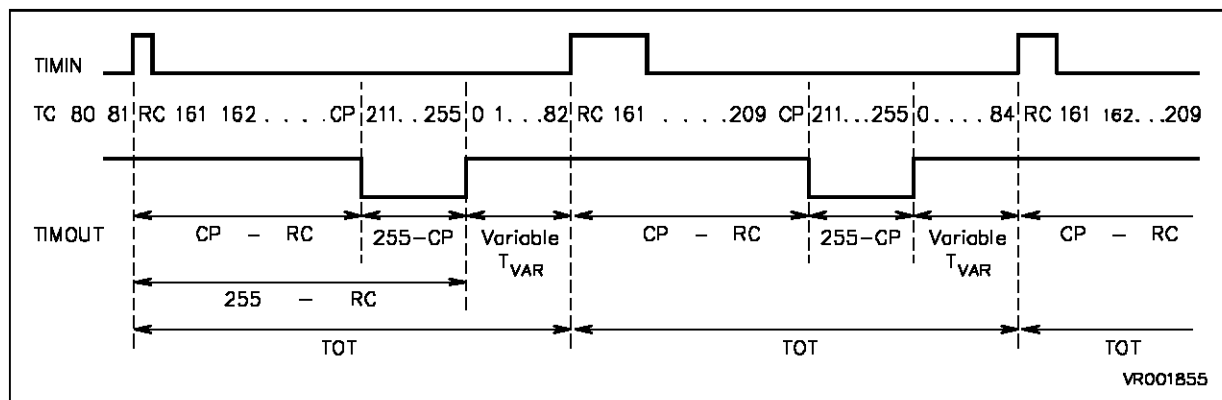 TIMIN
TC 80 81 RC 161 162 . . . . CP 211...255 0 1...82 RC 161 . . . . .209 CP 211...255 0....84 RC 161 162...209
TIMOUT CP – RC 255-CP Variable CP – RC 255-CP Variable CP – RC
TVAR TVAR
255 – RC
TOT TOT TOT
VR001855